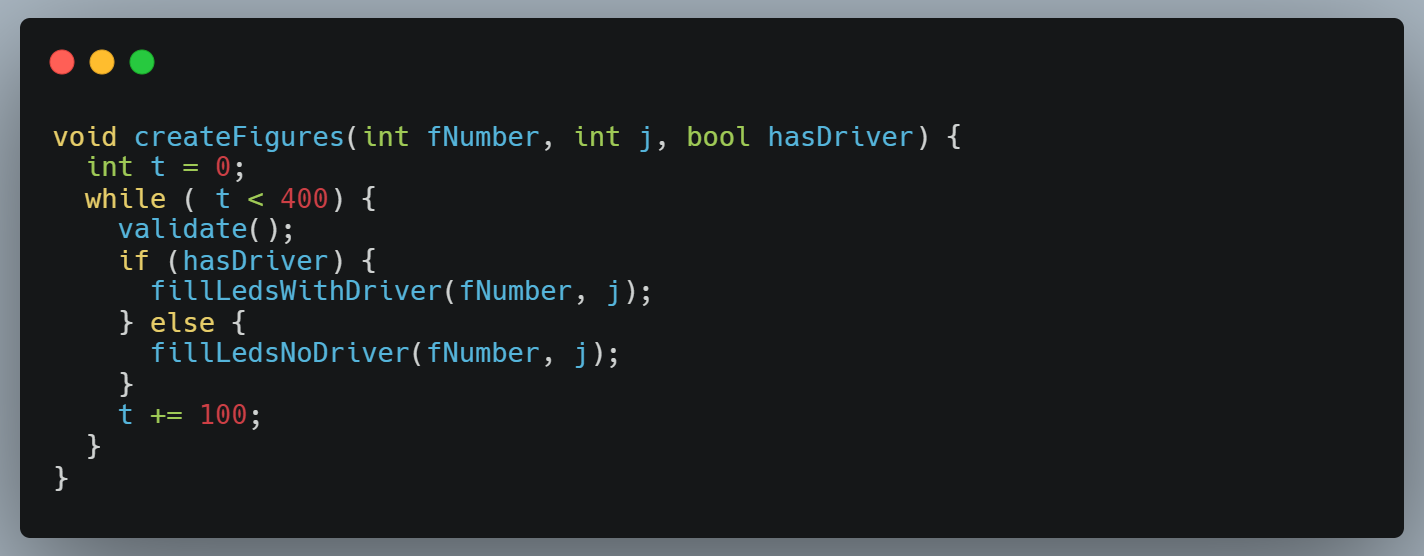 void createFigures(int fNumber, int j, bool hasDriver) {
  int t = 0;
  while ( t < 400) {
    validate();
    if (hasDriver) {
      fillLedsWithDriver(fNumber, j);
    } else {
      fillLedsNoDriver(fNumber, j);
    }
    t += 100;
  }
}